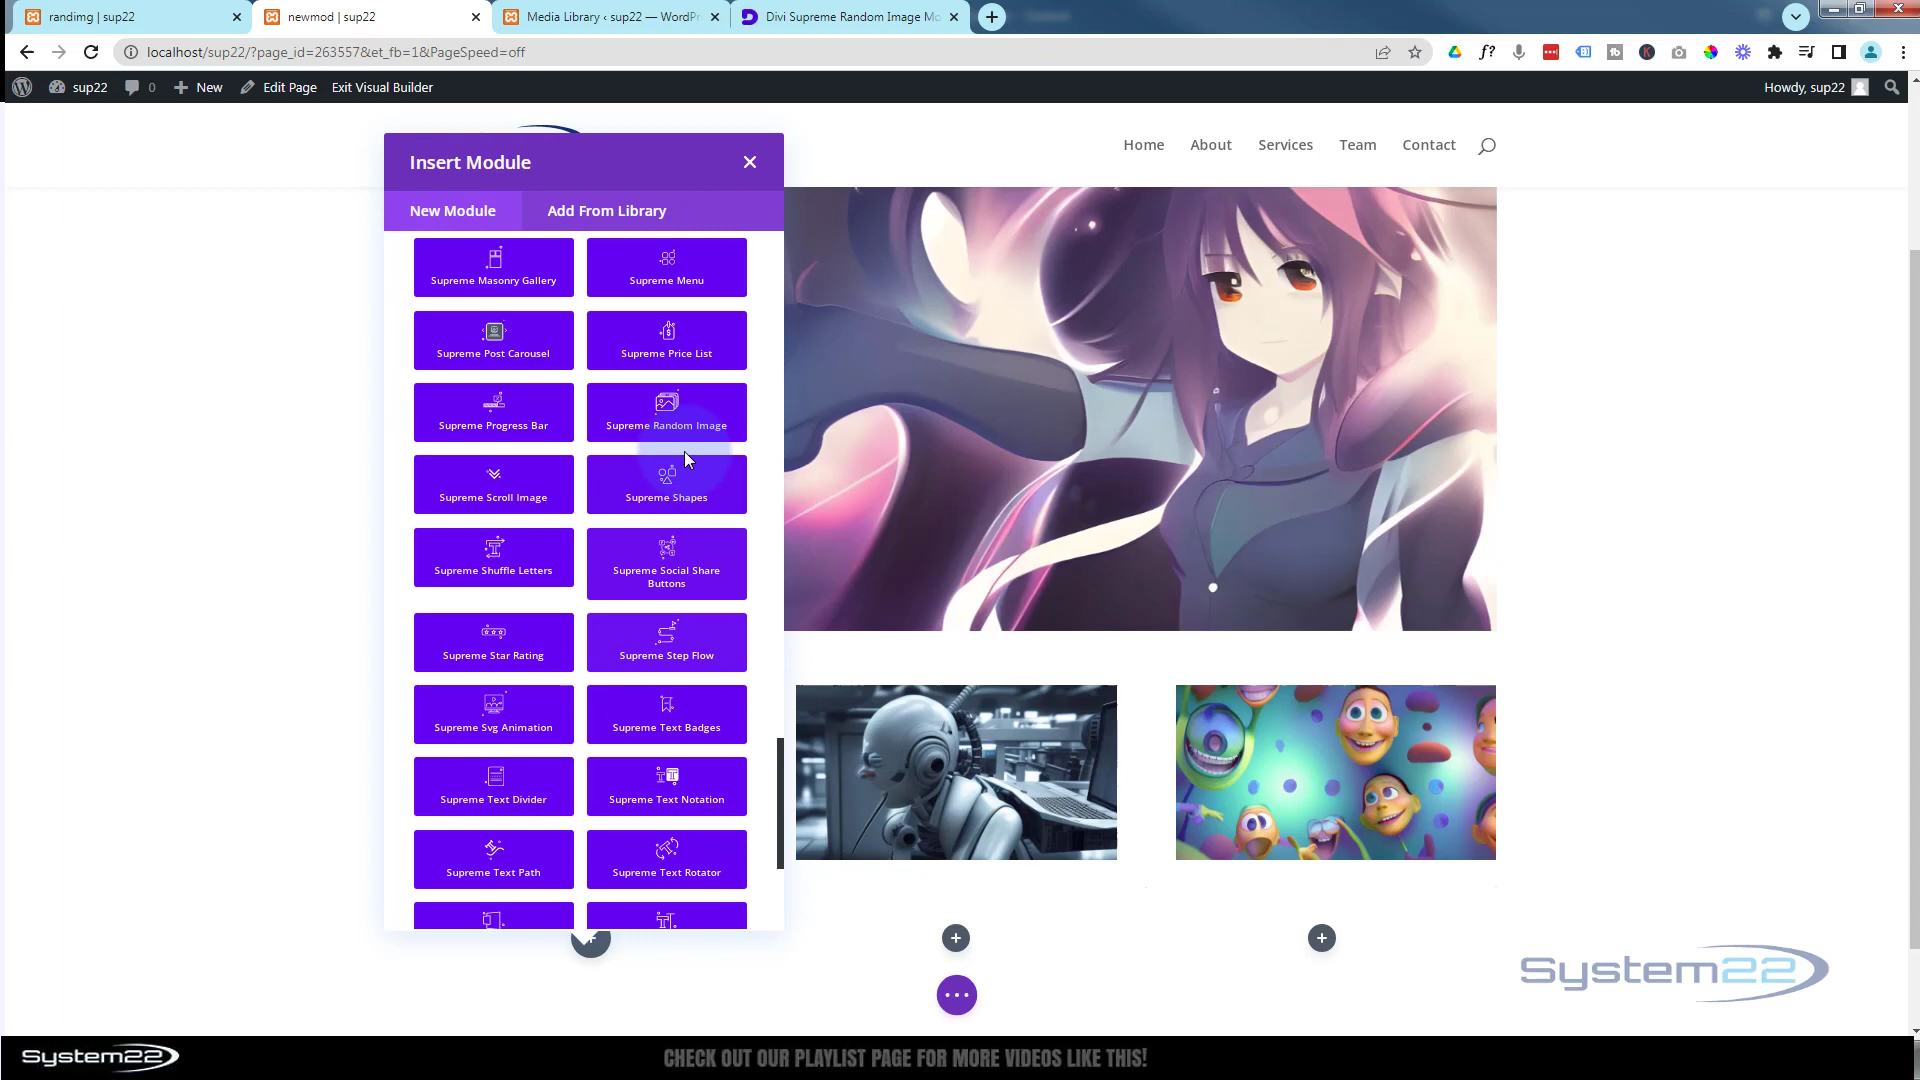 randimg | sup22
newmod | sup22
Media Library ‹ sup22 — WordPr
Divi Supreme Random Image Mo
localhost/sup22/?page_id=263557&et_fb=1&PageSpeed=off
sup22
0
New
Edit Page
Exit Visual Builder
Howdy, sup22
Home
About
Services
Team
Contact
Insert Module
New Module
Add From Library
Supreme Masonry Gallery
Supreme Menu
Supreme Post Carousel
Supreme Price List
Supreme Progress Bar
Supreme Random Image
Supreme Scroll Image
Supreme Shapes
Supreme Shuffle Letters
Supreme Social Share
Buttons
Supreme Star Rating
Supreme Step Flow
Supreme Svg Animation
Supreme Text Badges
Supreme Text Divider
Supreme Text Notation
Supreme Text Path
Supreme Text Rotator
System22
System22
CHECK OUT OUR PLAYLIST PAGE FOR MORE VIDEOS LIKE THIS!